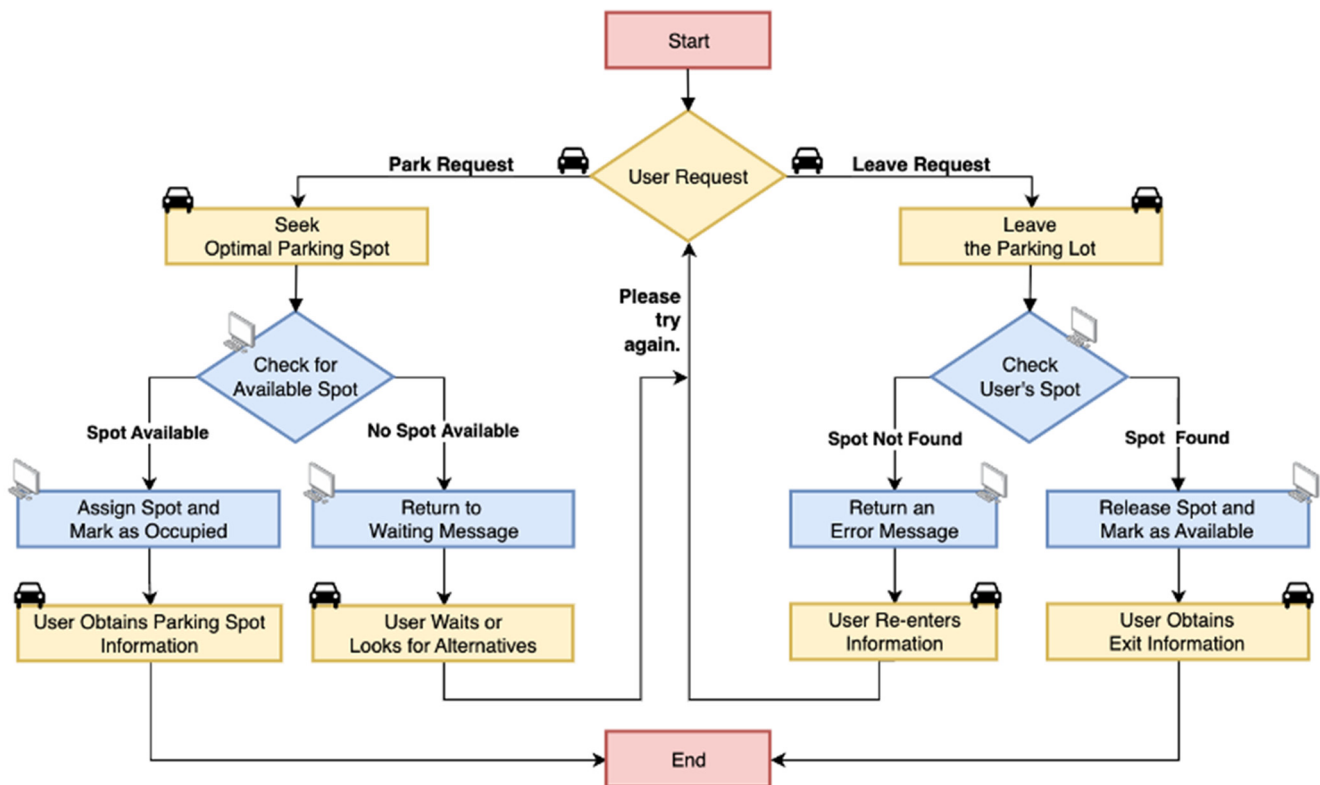 Start
User Request
Park Request
Leave Request
Seek
Optimal Parking Spot
Leave
the Parking Lot
Please
try
again.
Check for
Available Spot
Check
User's Spot
Spot Available
No Spot Available
Spot Not Found
Spot Found
Assign Spot and
Mark as Occupied
Return to
Waiting Message
Return an
Error Message
Release Spot and
Mark as Available
User Obtains Parking Spot
Information
User Waits or
Looks for Alternatives
User Re-enters
Information
User Obtains
Exit Information
End